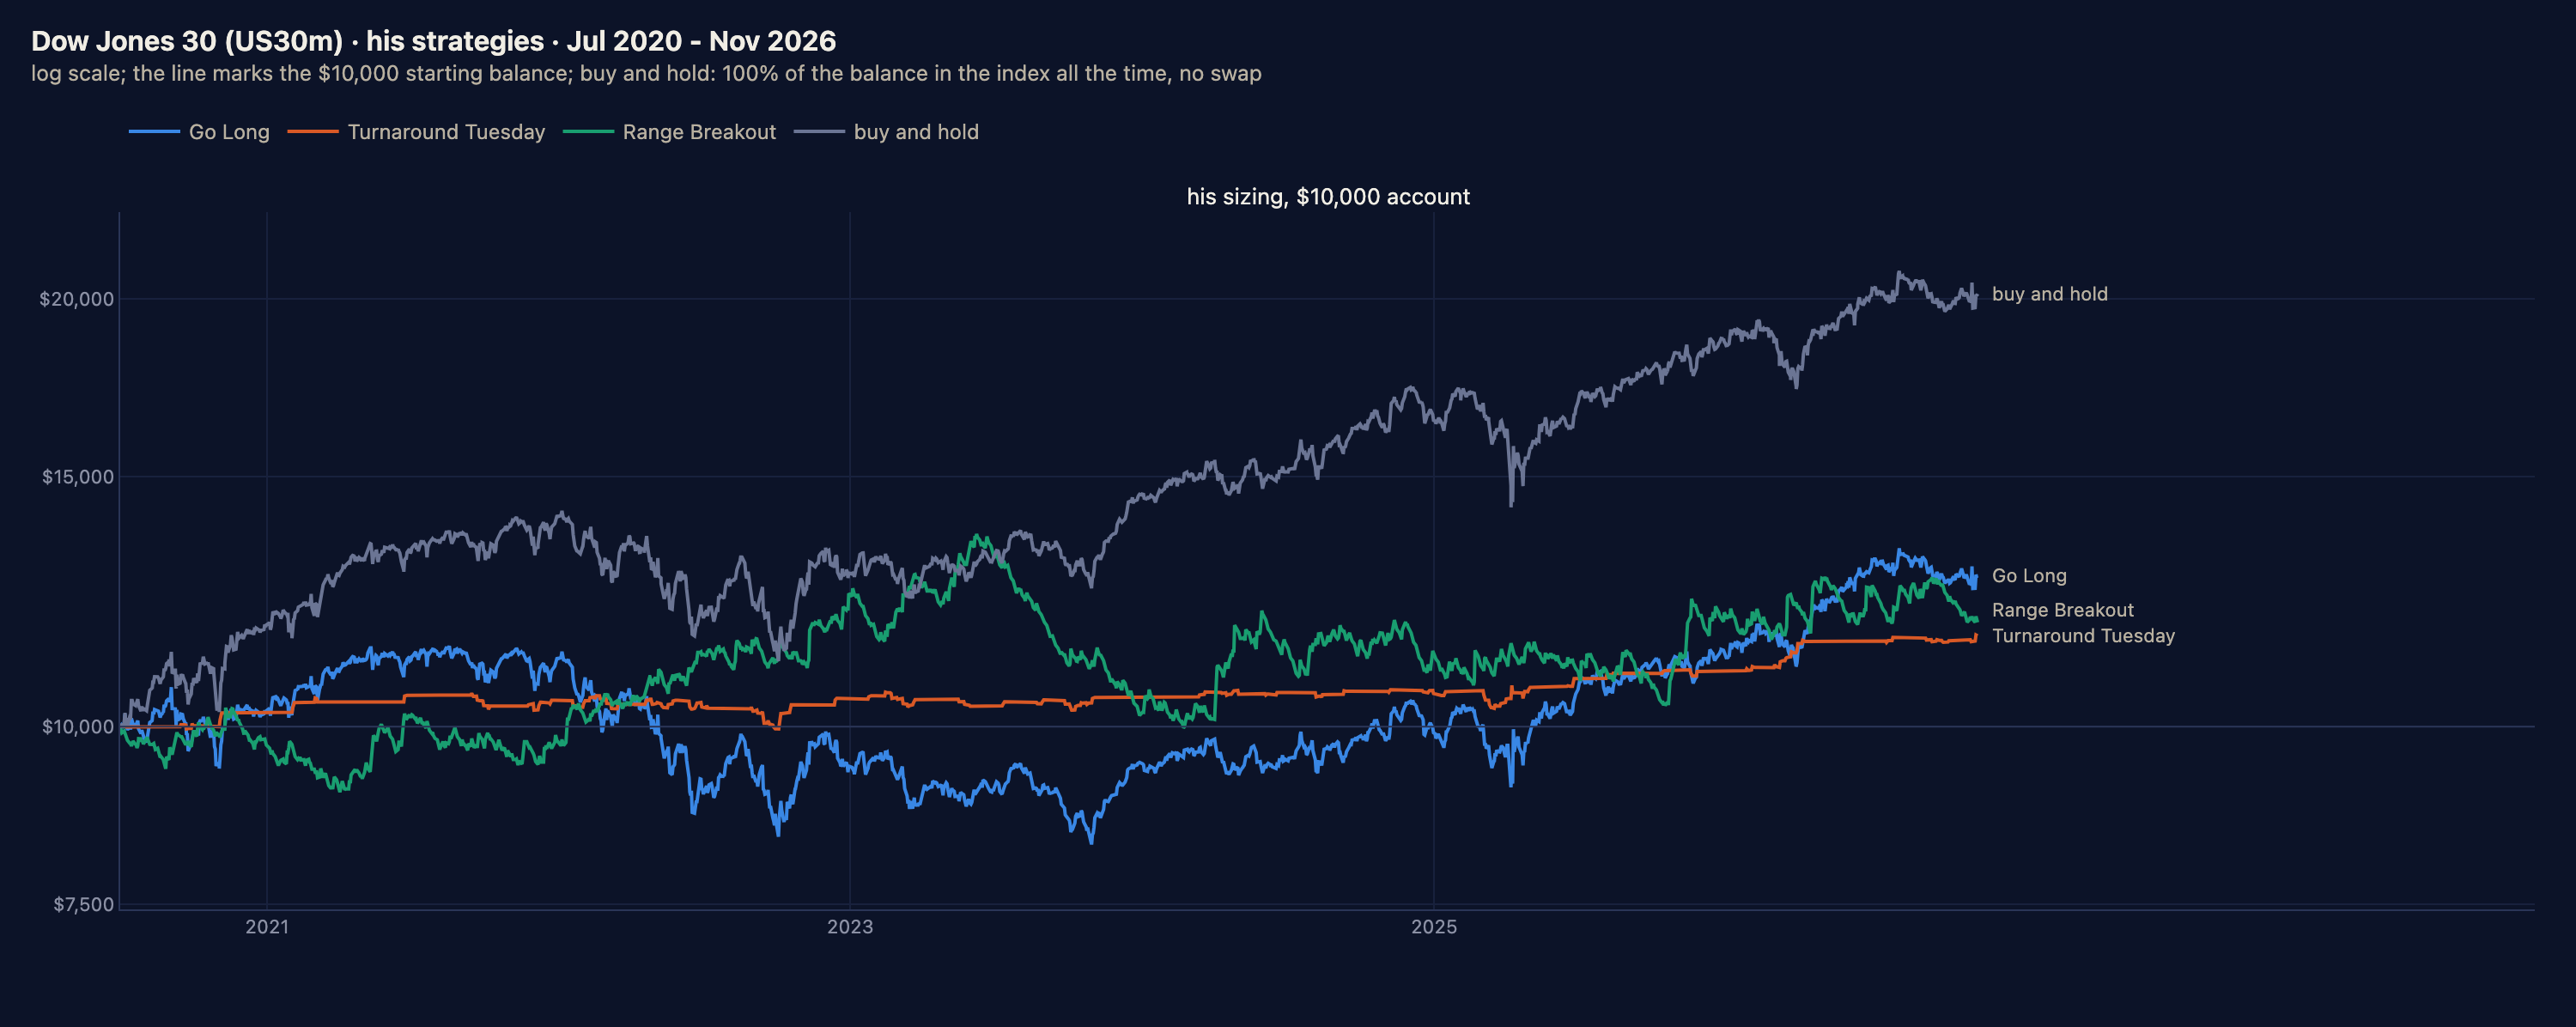 Dow Jones 30 (US30m) · his strategies · Jul 2020 - Nov 2026
log scale; the line marks the $10,000 starting balance; buy and hold: 100% of the balance in the index all the time, no swap
Go Long Turnaround Tuesday Range Breakout buy and hold
his sizing, $10,000 account
$20,000
buy and hold
$15,000
Go Long
Range Breakout
Turnaround Tuesday
$10,000
$7,500
2021 2023 2025